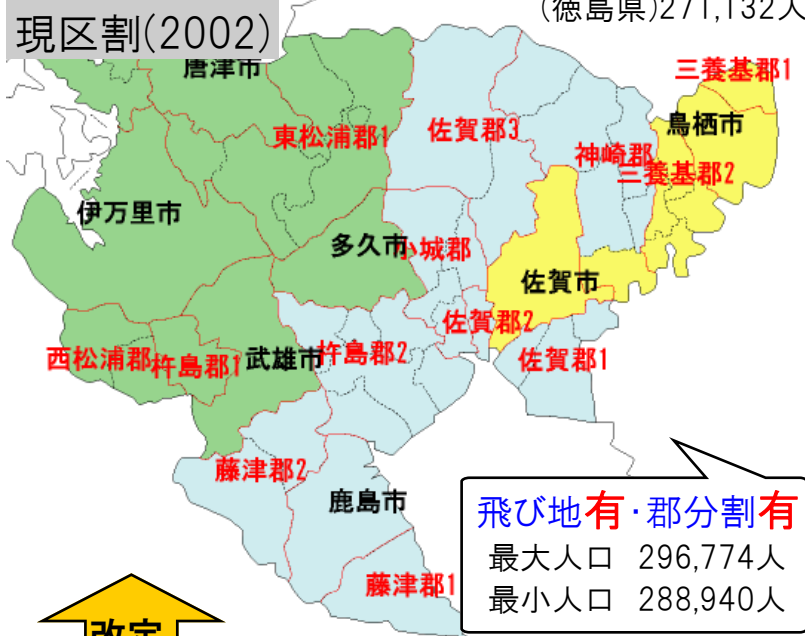 (徳島県)271,132人
現区割(2002)
唐津市
三養基郡1
鳥栖市
東松浦郡1
佐賀郡3
神崎郡
三養基郡2
伊万里市
多久市
小城郡
佐賀市
佐賀郡2
西松浦郡
杵島郡1
武雄市
杵島郡2
佐賀郡1
藤津郡2
鹿島市
藤津郡1
飛び地有・郡分割有
最大人口 296,774人
最小人口 288,940人
改定